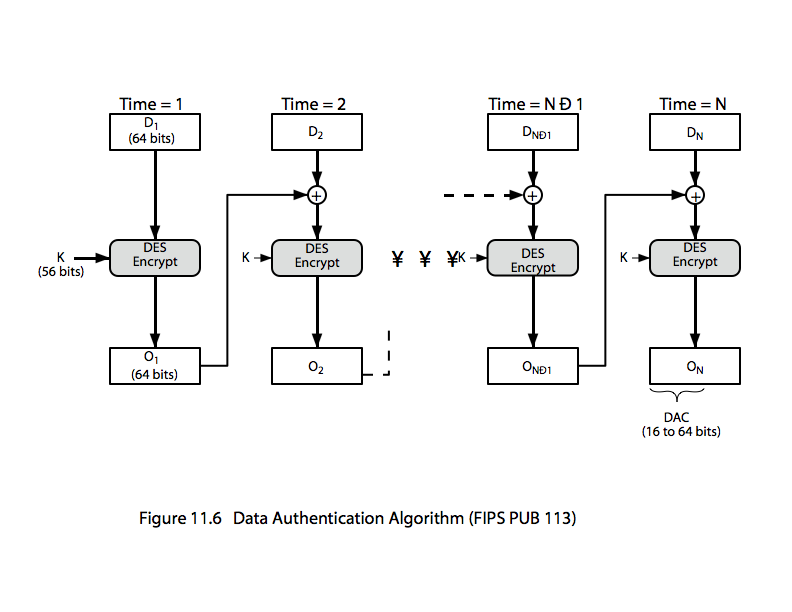 Time = 1
D1
(64 bits)
K
(56 bits)
DES
Encrypt
O1
(64 bits)
Time = 2
D2
+
K
DES
Encrypt
O2
¥ ¥ ¥
Time = N Ð 1
DNÐ1
+
K
DES
Encrypt
ONÐ1
Time = N
DN
+
K
DES
Encrypt
ON
DAC
(16 to 64 bits)
Figure 11.6 Data Authentication Algorithm (FIPS PUB 113)